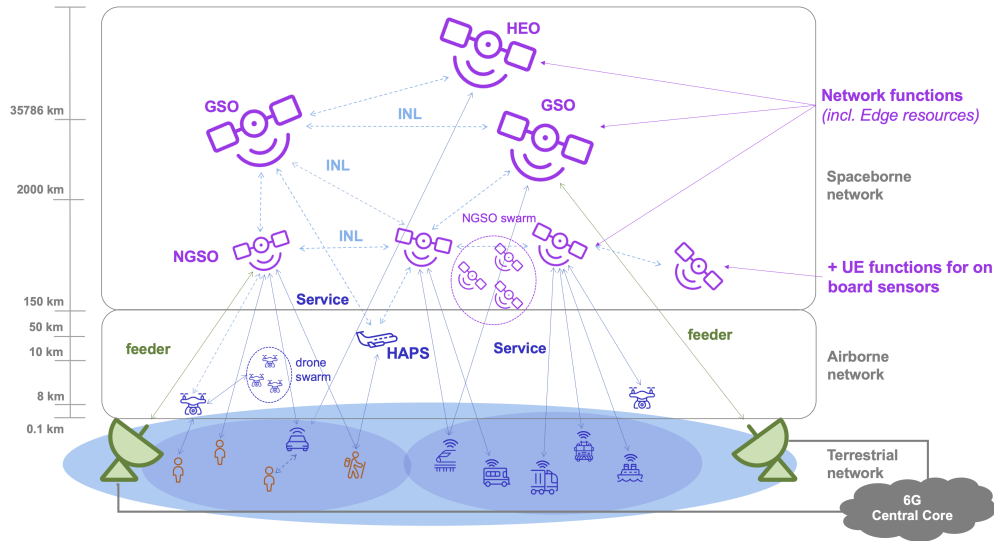 HEO
35786 km
GSO
INL
GSO
Network functions
(incl. Edge resources)
INL
2000 km
Spaceborne
network
NGSO swarm
INL
NGSO
+ UE functions for on
board sensors
150 km
Service
50 km
10 km
feeder
HAPS
Service
feeder
drone
swarm
Airborne
network
8 km
0.1 km
Terrestrial
network
6G
Central Core